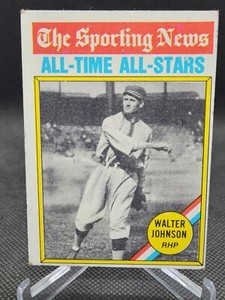 The Sporting News
ALL-TIME ALL-STARS
WALTER
JOHNSON
RHP